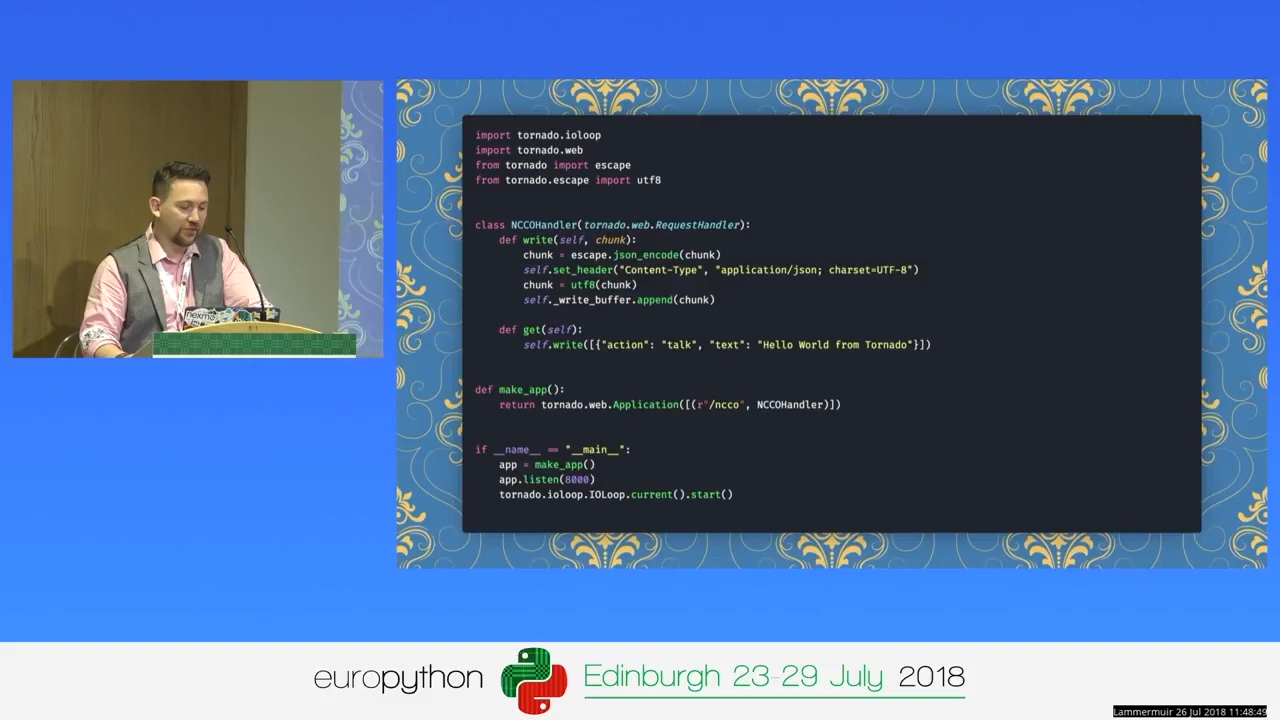 nexmo
import tornado.ioloop
import tornado.web
from tornado import escape
from tornado.escape import utf8
class NCCOHandler(tornado.web.RequestHandler):
def write(self, chunk):
chunk = escape.json_encode(chunk)
self.set_header("Content-Type", "application/json; charset=UTF-8")
chunk = utf8(chunk)
self._write_buffer.append(chunk)
def get(self):
self.write([{"action": "talk", "text": "Hello World from Tornado"}])
def make_app():
return tornado.web.Application([(r"/ncco", NCCOHandler)])
if __name__ == "__main__":
app = make_app()
app.listen(8000)
tornado.ioloop.IOLoop.current().start()
europython Edinburgh 23-29 July 2018
Lammermuir 26 Jul 2018 11:48:49